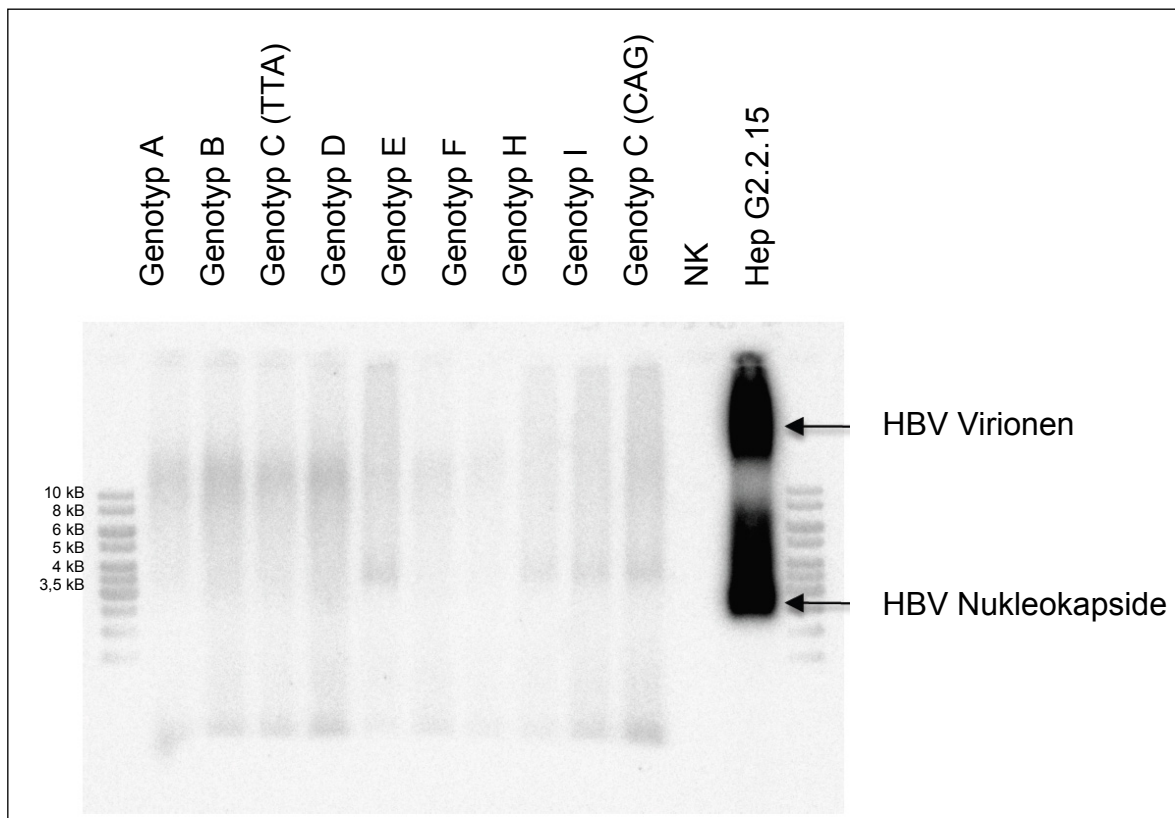 Genotyp A
Genotyp B
Genotyp C (TTA)
Genotyp D
Genotyp E
Genotyp F
Genotyp H
Genotyp I
Genotyp C (CAG)
NK
Hep G2.2.15
HBV Virionen
10 kB
8 kB
6 kB
5 kB
4 kB
3,5 kB
HBV Nukleokapside